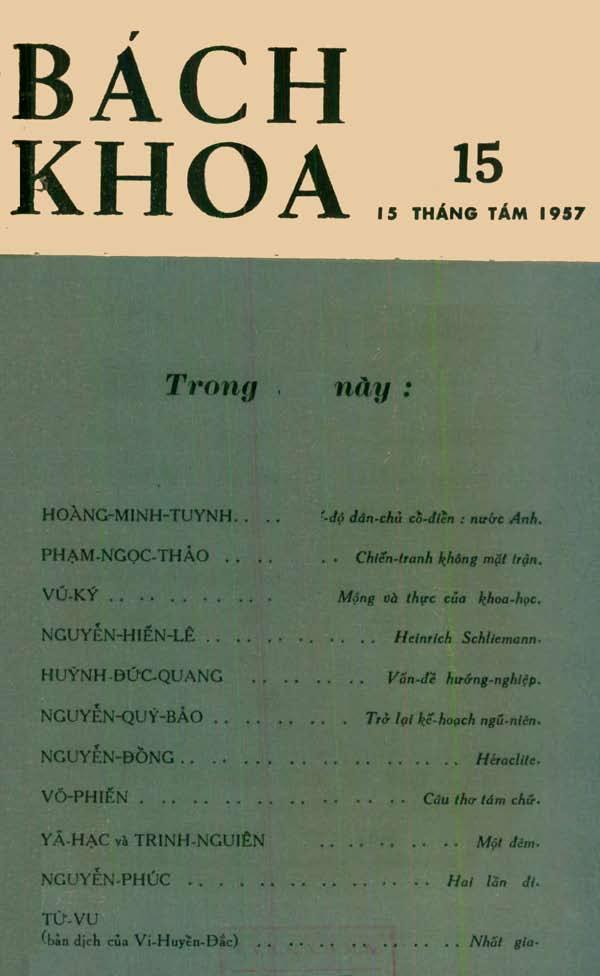 BÁCH
KHOA
15
15 THÁNG TÁM 1957
Trong này :
HOÀNG-MINH-TUYNH. . . . -độ dân-chủ cồ-điền : nước Anh.
PHẠM-NGỌC-THẢO . . . . . . Chiến-tranh không mặt trận.
VŨ-KÝ . . . . . . . . . . Mộng và thực của khoa-học.
NGUYỄN-HIẾN-LÊ . . . . . . . . . . . Heinrich Schliemann.
HUỲNH-ĐỨC-QUANG . . . . . . . Vấn-đề hướng-nghiệp.
NGUYỄN-QUÝ-BẢO . . . . . . . . . . Trở lại kế-hoạch ngũ-niên.
NGUYỄN-ĐỒNG . . . . . . . . . . . . . . . . . . Héraclite.
VÕ-PHIẾN . . . . . . . . . . . . . . . . . . Câu thơ tám chữ.
YÃ-HẠC và TRINH-NGUIÊN . . . . . . . . Một đêm.
NGUYỄN-PHÚC . . . . . . . . . . . . . . . . Hai lần đi.
TỪ-VU
(bản dịch của Vi-Huyền-Đắc) . . . . . . . . . . . . . Nhất gia.